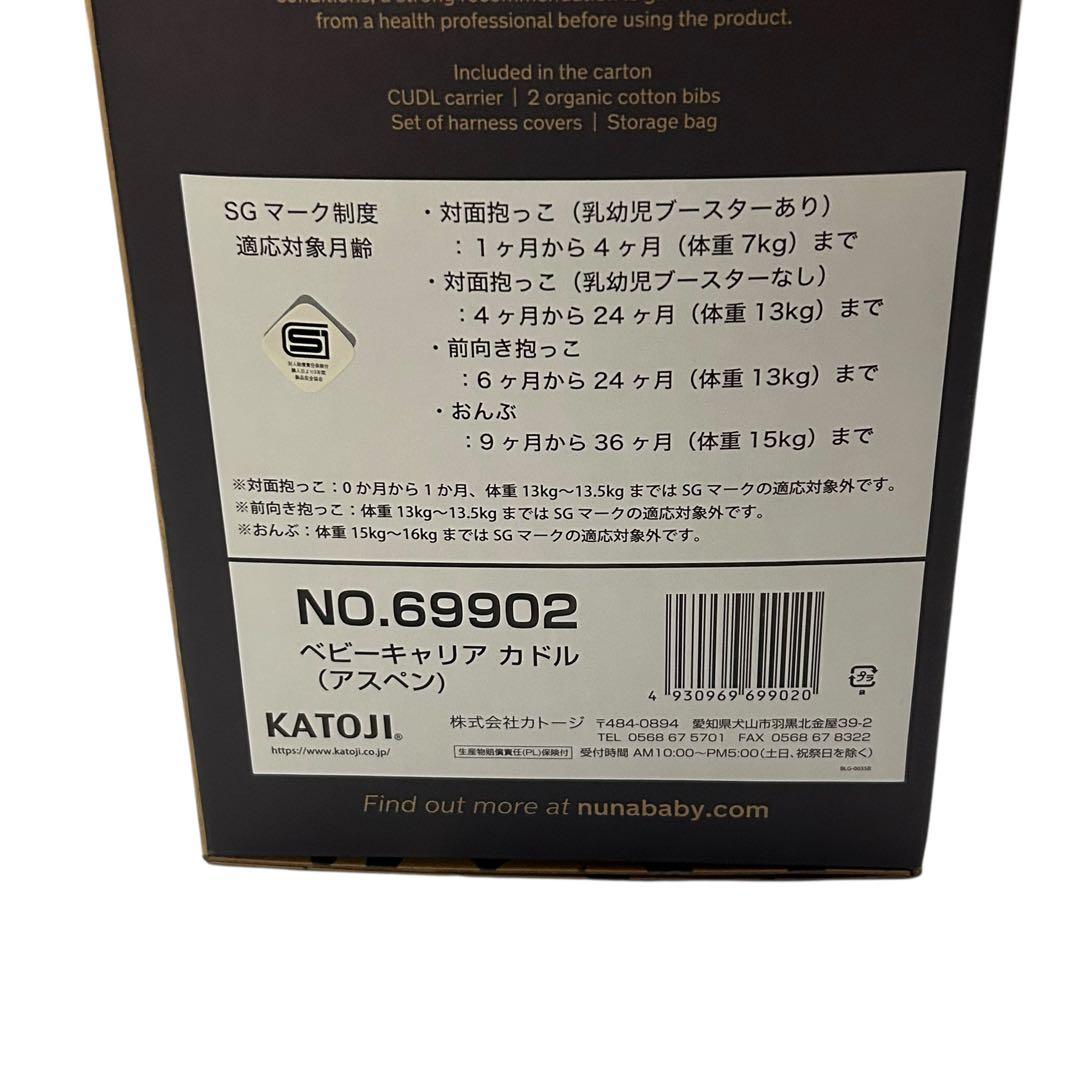 from a health professional before using the product.
Included in the carton
CUDL carrier | 2 organic cotton bibs
Set of harness covers | Storage bag
SG マーク制度
適応対象月齢
・対面抱っこ（乳幼児ブースターあり）
：1ヶ月から4ヶ月（体重7kg）まで
・対面抱っこ（乳幼児ブースターなし）
：4ヶ月から24ヶ月（体重13kg）まで
・前向き抱っこ
：6ヶ月から24ヶ月（体重13kg）まで
・おんぶ
：9ヶ月から36ヶ月（体重15kg）まで
※対面抱っこ：0か月から1か月、体重13kg～13.5kgまではSGマークの適応対象外です。
※前向き抱っこ：体重13kg～13.5kgまではSGマークの適応対象外です。
※おんぶ：体重15kg～16kgまではSGマークの適応対象外です。
NO.69902
ベビーキャリア カドル
（アスペン）
4 930969 699020
プラ
KATOJI®
https://www.katoji.co.jp/
株式会社カトージ 〒484-0894 愛知県犬山市羽黒北金屋39-2
TEL 0568 67 5701 FAX 0568 67 8322
生産物賠償責任(PL)保険付 受付時間 AM10:00～PM5:00(土日、祝祭日を除く)
BLG-0035B
Find out more at nunababy.com